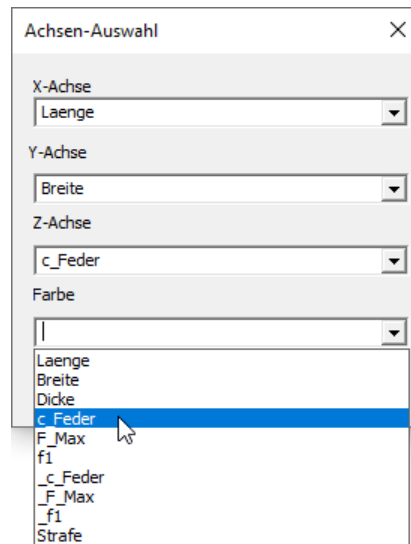 Achsen-Auswahl
X-Achse
Laenge
Y-Achse
Breite
Z-Achse
c_Feder
Farbe
Laenge
Breite
Dicke
c_Feder
F_Max
f1
_c_Feder
_F_Max
_f1
Strafe